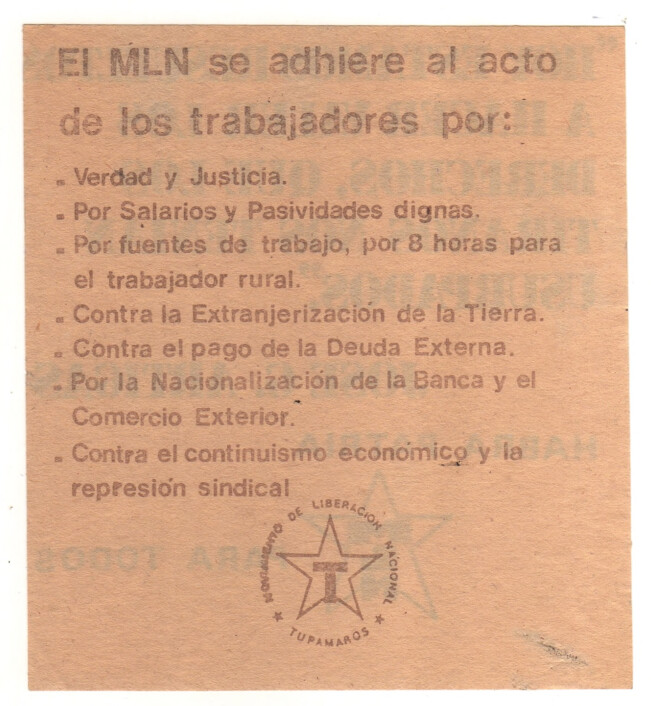 El MLN se adhiere al acto
de los trabajadores por:
- Verdad y Justicia.
- Por Salarios y Pasividades dignas.
- Por fuentes de trabajo, por 8 horas para
el trabajador rural.
- Contra la Extranjerización de la Tierra.
- Contra el pago de la Deuda Externa.
- Por la Nacionalización de la Banca y el
Comercio Exterior.
- Contra el continuismo económico y la
represión sindical
MOVIMIENTO DE LIBERACION NACIONAL
T
TUPAMAROS